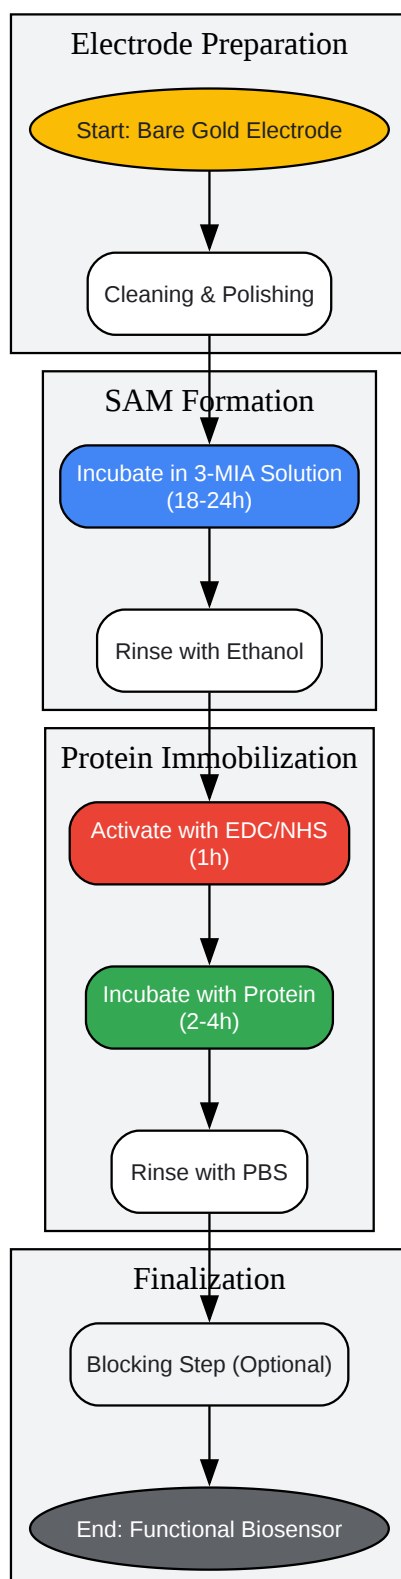 Electrode Preparation
Start: Bare Gold Electrode
Cleaning & Polishing
SAM Formation
Incubate in 3-MIA Solution
(18-24h)
Rinse with Ethanol
Protein Immobilization
Activate with EDC/NHS
(1h)
Incubate with Protein
(2-4h)
Rinse with PBS
Finalization
Blocking Step (Optional)
End: Functional Biosensor